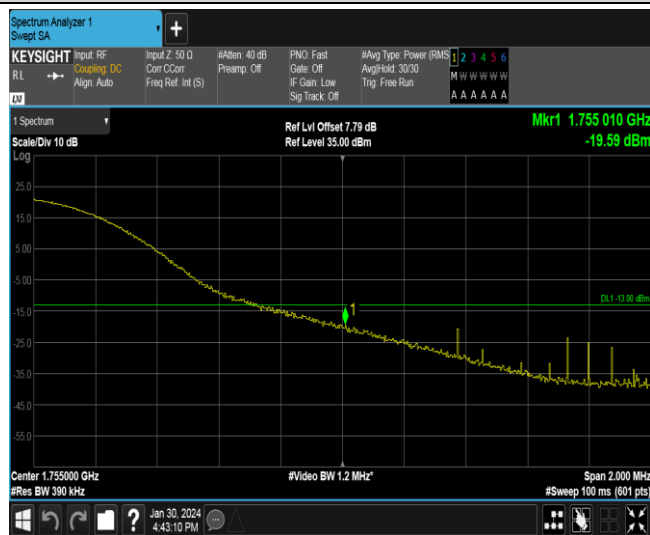 Spectrum Analyzer 1
Swept SA
KEYSIGHT
RL
LXI
Input: RF
Coupling: DC
Align: Auto
Input Z: 50 Ω
Corr CCorr
Freq Ref: Int (S)
#Atten: 40 dB
Preamp: Off
PNO: Fast
Gate: Off
IF Gain: Low
Sig Track: Off
#Avg Type: Power (RMS
Avg|Hold: 30/30
Trig: Free Run
1 2 3 4 5 6
M W W W W W
A A A A A A
1 Spectrum
Scale/Div 10 dB
Ref Lvl Offset 7.79 dB
Ref Level 35.00 dBm
Mkr1 1.755 010 GHz
-19.59 dBm
Log
25.0
15.0
5.00
-5.00
DL1 -13.00 dBm
1
-15.0
-25.0
-35.0
-45.0
-55.0
Center 1.755000 GHz
#Video BW 1.2 MHz*
Span 2.000 MHz
#Res BW 390 kHz
#Sweep 100 ms (601 pts)
?
Jan 30, 2024
4:43:10 PM